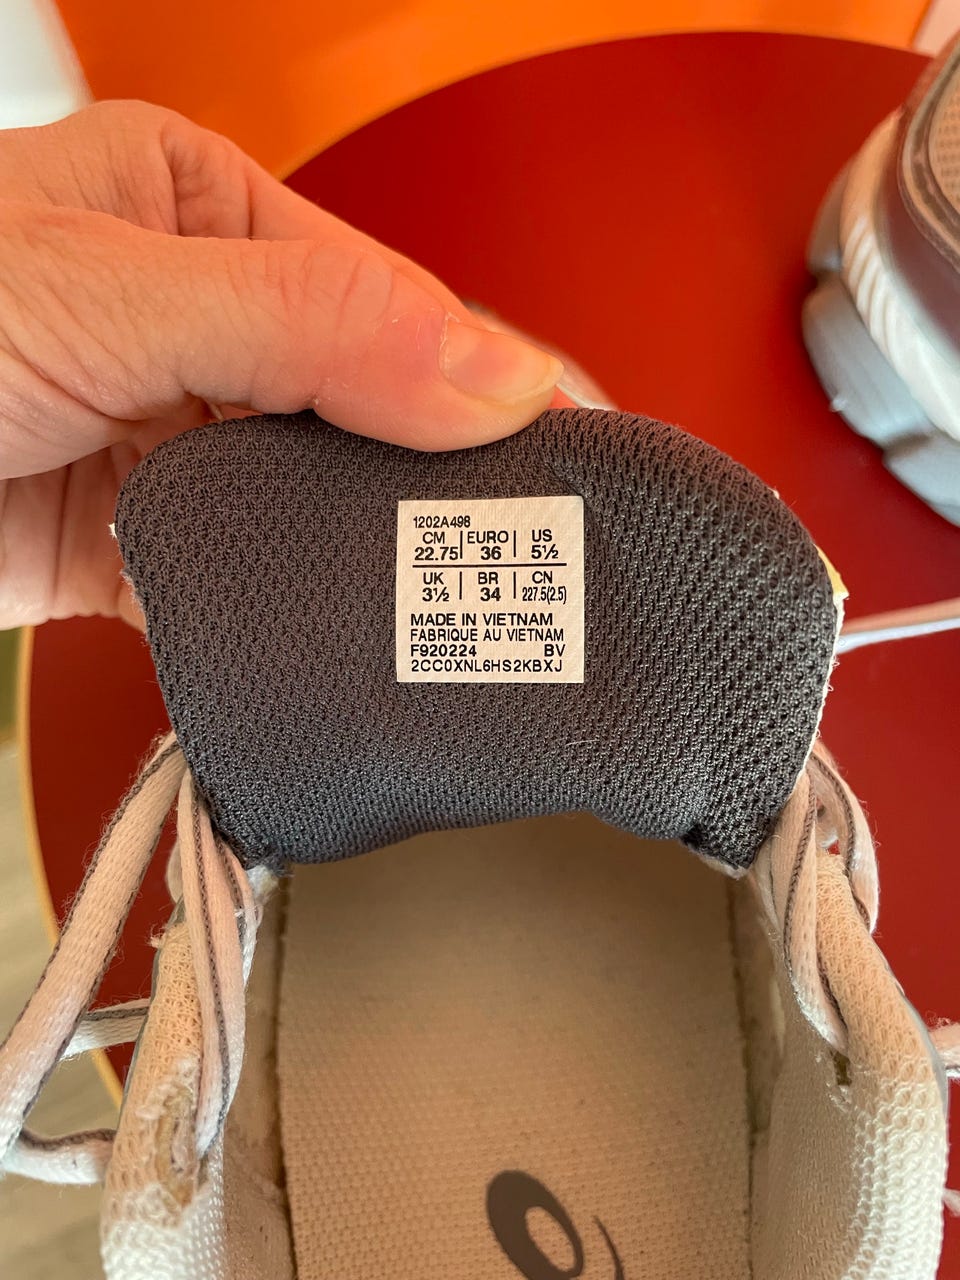 1202A498
CM | EURO | US
22.75 | 36 | 5½
UK | BR | CN
3½ | 34 | 227.5(2.5)
MADE IN VIETNAM
FABRIQUE AU VIETNAM
F920224 BV
2CC0XNL6HS2KBXJ